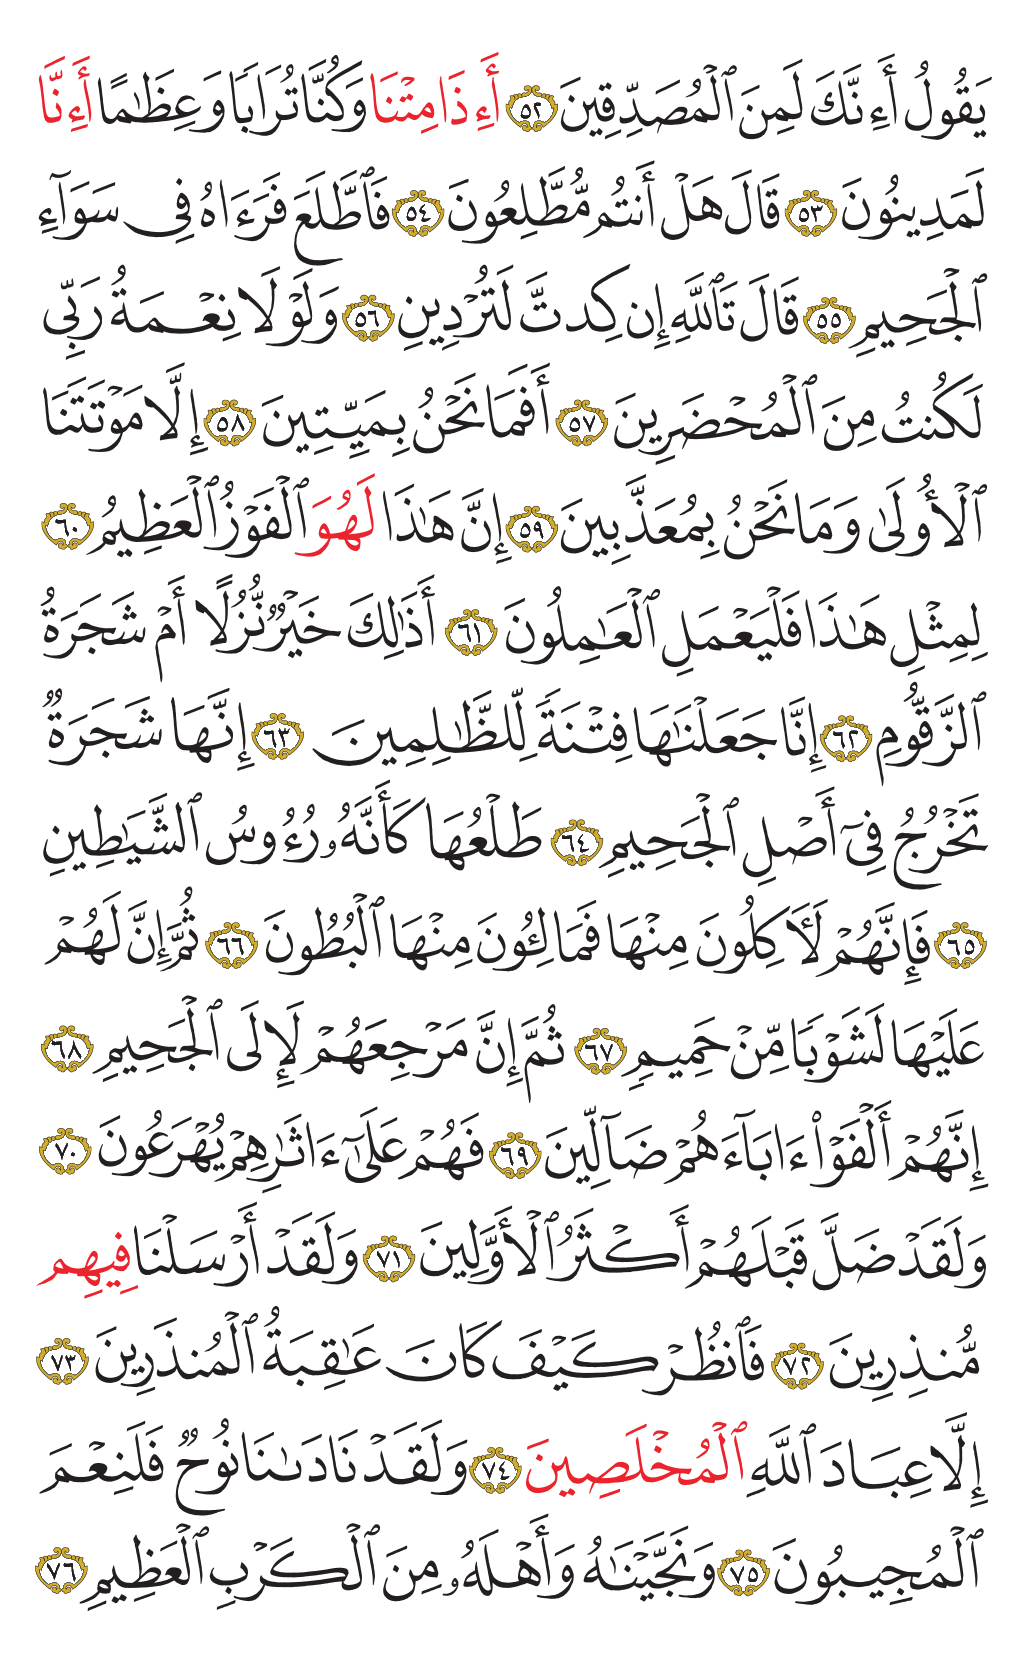 يَقُولُ أَءِنَّكَ لَمِنَ ٱلْمُصَدِّقِينَ ٥٢ أَءِذَا مِتْنَا وَكُنَّا تُرَابًا وَعِظَٰمًا أَءِنَّا
لَمَدِينُونَ ٥٣ قَالَ هَلْ أَنتُم مُّطَّلِعُونَ ٥٤ فَٱطَّلَعَ فَرَءَاهُ فِى سَوَآءِ
ٱلْجَحِيمِ ٥٥ قَالَ تَٱللَّهِ إِن كِدتَّ لَتُرْدِينِ ٥٦ وَلَوْلَا نِعْمَةُ رَبِّى
لَكُنتُ مِنَ ٱلْمُحْضَرِينَ ٥٧ أَفَمَا نَحْنُ بِمَيِّتِينَ ٥٨ إِلَّا مَوْتَتَنَا
ٱلْأُولَىٰ وَمَا نَحْنُ بِمُعَذَّبِينَ ٥٩ إِنَّ هَٰذَا لَهُوَ ٱلْفَوْزُ ٱلْعَظِيمُ ٦٠
لِمِثْلِ هَٰذَا فَلْيَعْمَلِ ٱلْعَٰمِلُونَ ٦١ أَذَٰلِكَ خَيْرٌ نُّزُلًا أَمْ شَجَرَةُ
ٱلزَّقُّومِ ٦٢ إِنَّا جَعَلْنَٰهَا فِتْنَةً لِّلظَّٰلِمِينَ ٦٣ إِنَّهَا شَجَرَةٌ
تَخْرُجُ فِىٓ أَصْلِ ٱلْجَحِيمِ ٦٤ طَلْعُهَا كَأَنَّهُۥ رُءُوسُ ٱلشَّيَٰطِينِ
٦٥ فَإِنَّهُمْ لَءَاكِلُونَ مِنْهَا فَمَالِـُٔونَ مِنْهَا ٱلْبُطُونَ ٦٦ ثُمَّ إِنَّ لَهُمْ
عَلَيْهَا لَشَوْبًا مِّنْ حَمِيمٍ ٦٧ ثُمَّ إِنَّ مَرْجِعَهُمْ لَإِلَى ٱلْجَحِيمِ ٦٨
إِنَّهُمْ أَلْفَوْا۟ ءَابَآءَهُمْ ضَآلِّينَ ٦٩ فَهُمْ عَلَىٰٓ ءَاثَٰرِهِمْ يُهْرَعُونَ ٧٠
وَلَقَدْ ضَلَّ قَبْلَهُمْ أَكْثَرُ ٱلْأَوَّلِينَ ٧١ وَلَقَدْ أَرْسَلْنَا فِيهِم
مُّنذِرِينَ ٧٢ فَٱنظُرْ كَيْفَ كَانَ عَٰقِبَةُ ٱلْمُنذَرِينَ ٧٣
إِلَّا عِبَادَ ٱللَّهِ ٱلْمُخْلَصِينَ ٧٤ وَلَقَدْ نَادَىٰنَا نُوحٌ فَلَنِعْمَ
ٱلْمُجِيبُونَ ٧٥ وَنَجَّيْنَٰهُ وَأَهْلَهُۥ مِنَ ٱلْكَرْبِ ٱلْعَظِيمِ ٧٦